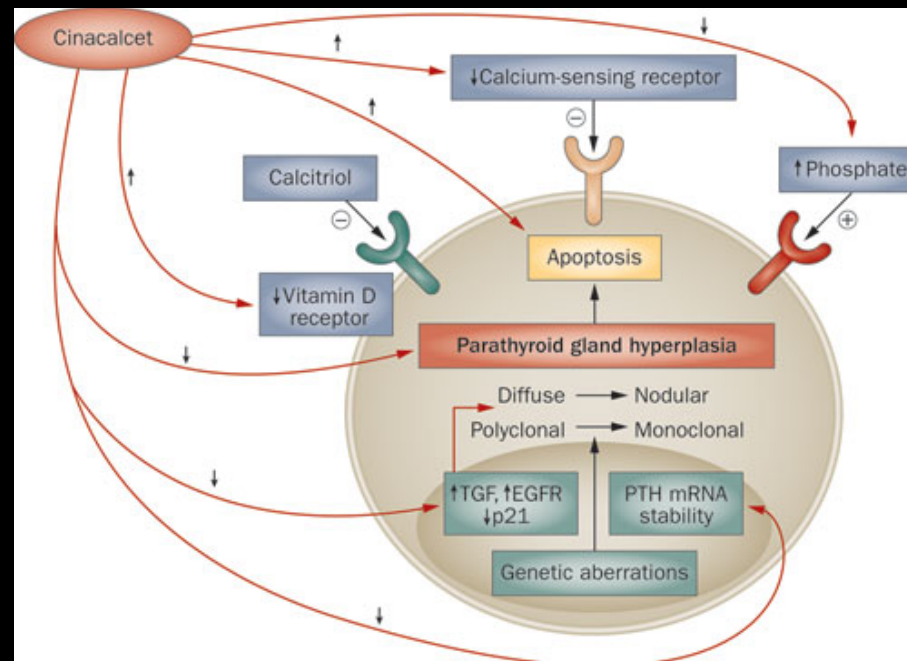 Cinacalcet
↑
↓
↓Calcium-sensing receptor
↑
−
Calcitriol
↑Phosphate
↑
−
+
Apoptosis
↓Vitamin D
receptor
Parathyroid gland hyperplasia
↓
Diffuse → Nodular
Polyclonal → Monoclonal
↑TGF, ↑EGFR
↓p21
PTH mRNA
stability
↓
Genetic aberrations
↓